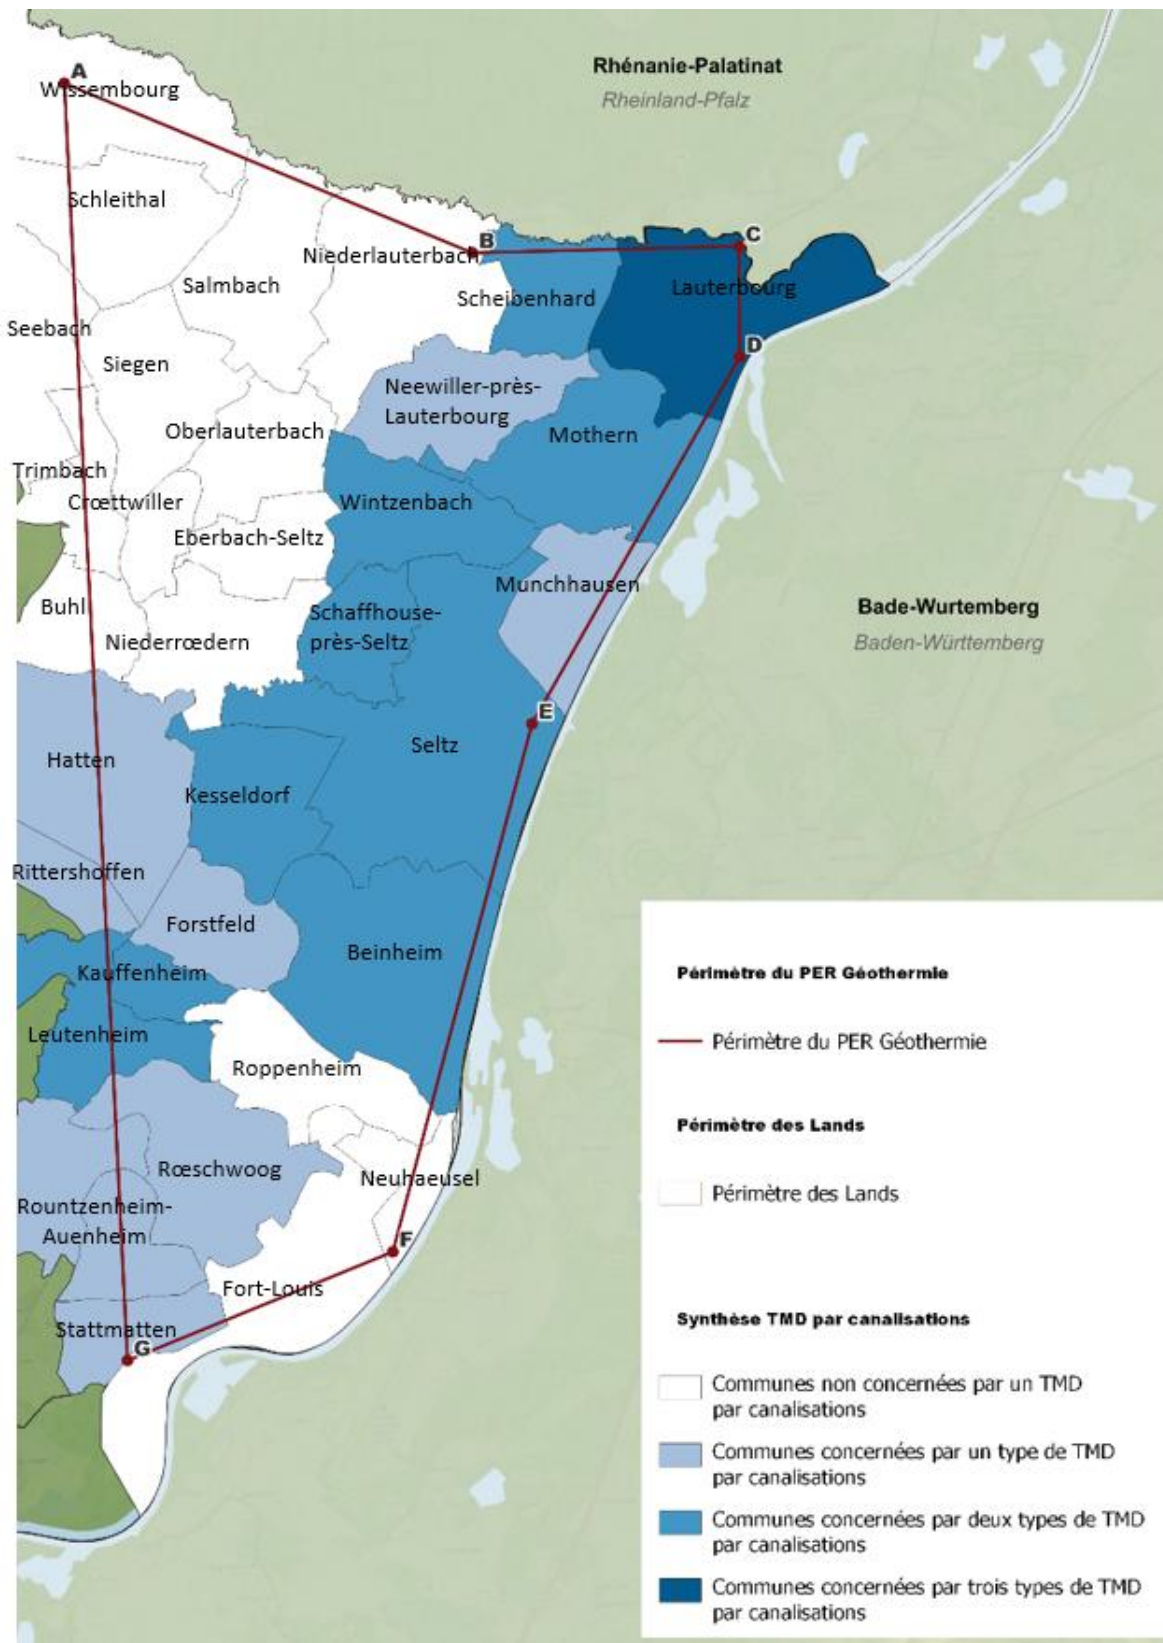 Rhénanie-Palatinat
Rheinland-Pfalz
A
Wissembourg
Schleithal
B
C
Niederlauterbach
Salmbach
Scheibenhard
Lauterbourg
Seebach
Siegen
D
Neewiller-près-
Lauterbourg
Oberlauterbach
Mothern
Trimbach
Crœttwiller
Wintzenbach
Eberbach-Seltz
Munchhausen
Buhl
Schaffhouse-
près-Seltz
Niederrœdern
Bade-Wurtemberg
Baden-Württemberg
E
Hatten
Seltz
Kesseldorf
Rittershoffen
Forstfeld
Beinheim
Kauffenheim
Leutenheim
Roppenheim
Rœschwoog
Neuhaeusel
Rountzenheim-
Auenheim
F
Fort-Louis
Stattmatten
G
Périmètre du PER Géothermie
Périmètre du PER Géothermie
Périmètre des Lands
Périmètre des Lands
Synthèse TMD par canalisations
Communes non concernées par un TMD
par canalisations
Communes concernées par un type de TMD
par canalisations
Communes concernées par deux types de TMD
par canalisations
Communes concernées par trois types de TMD
par canalisations